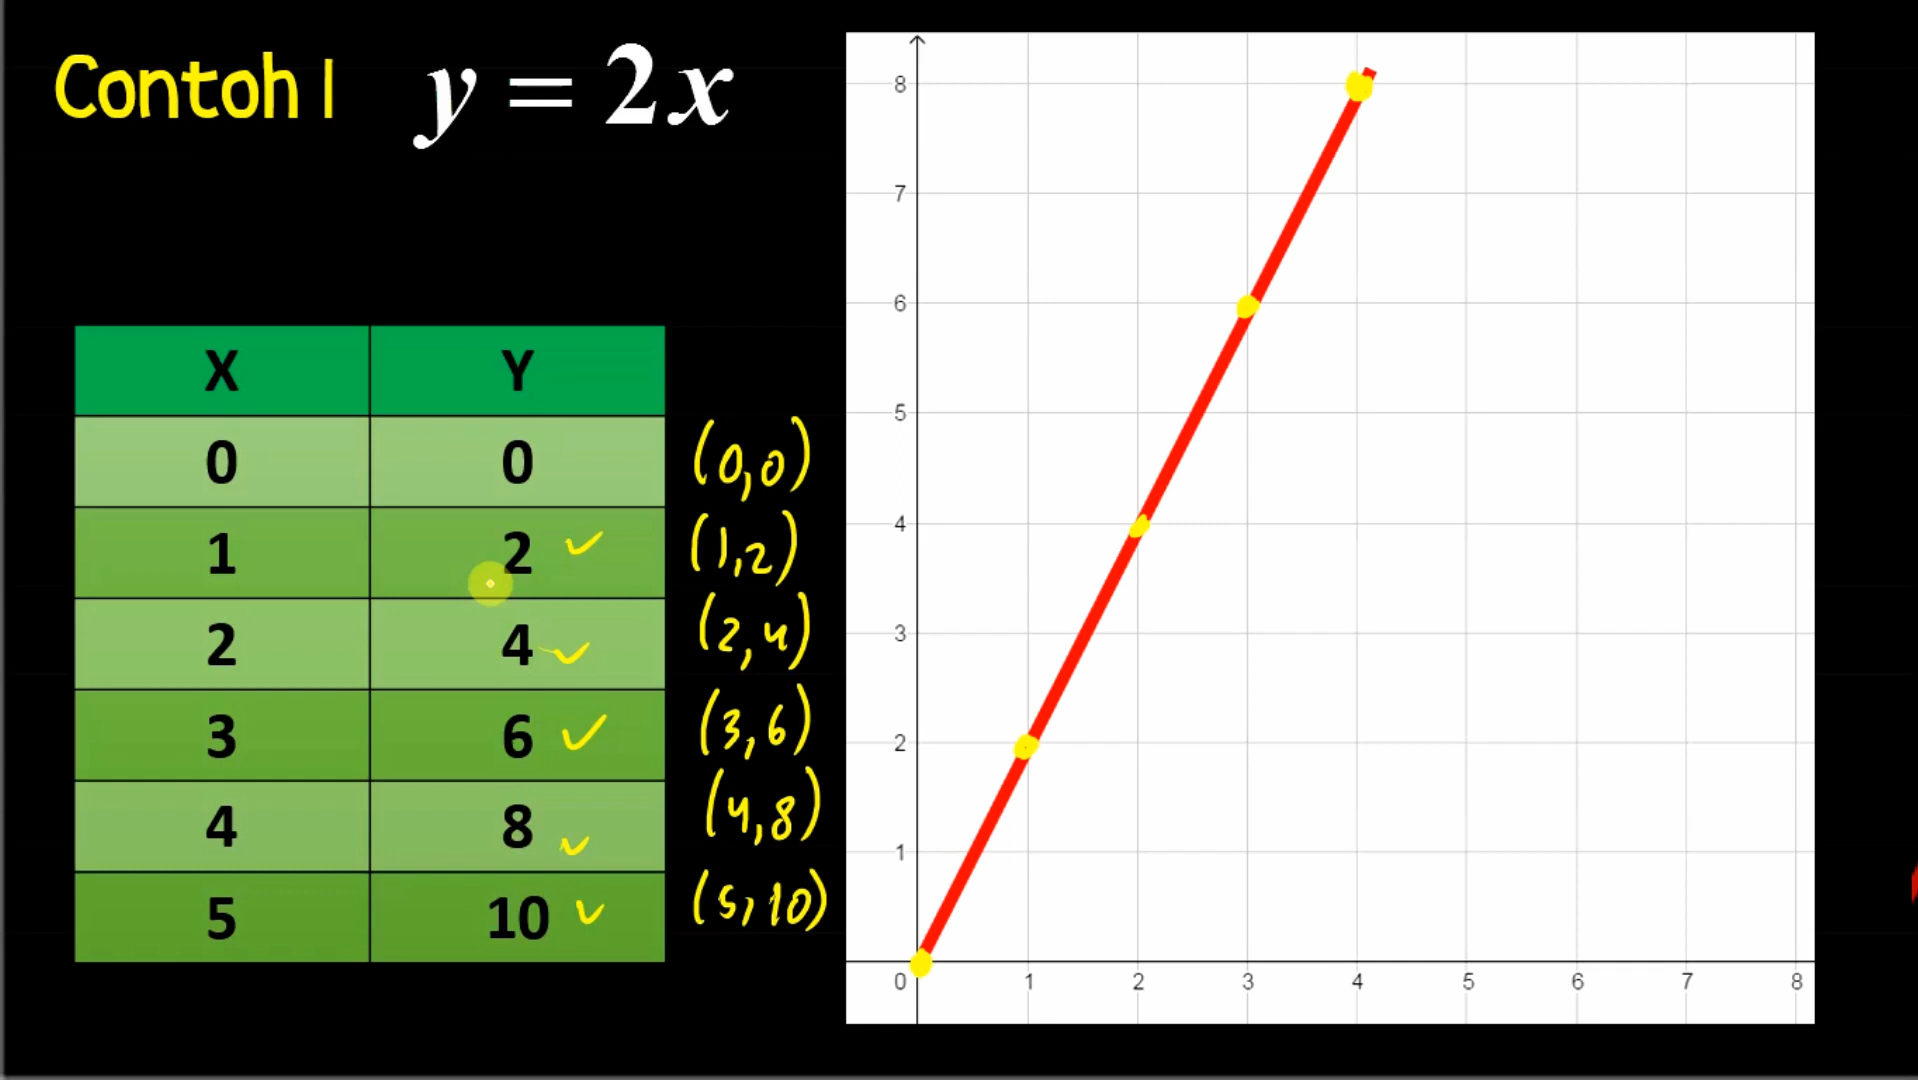 Contoh 1 y = 2x
X Y
0 0 (0,0)
1 2 (1,2)
2 4 (2,4)
3 6 (3,6)
4 8 (4,8)
5 10 (5,10)
8
7
6
5
4
3
2
1
0 1 2 3 4 5 6 7 8